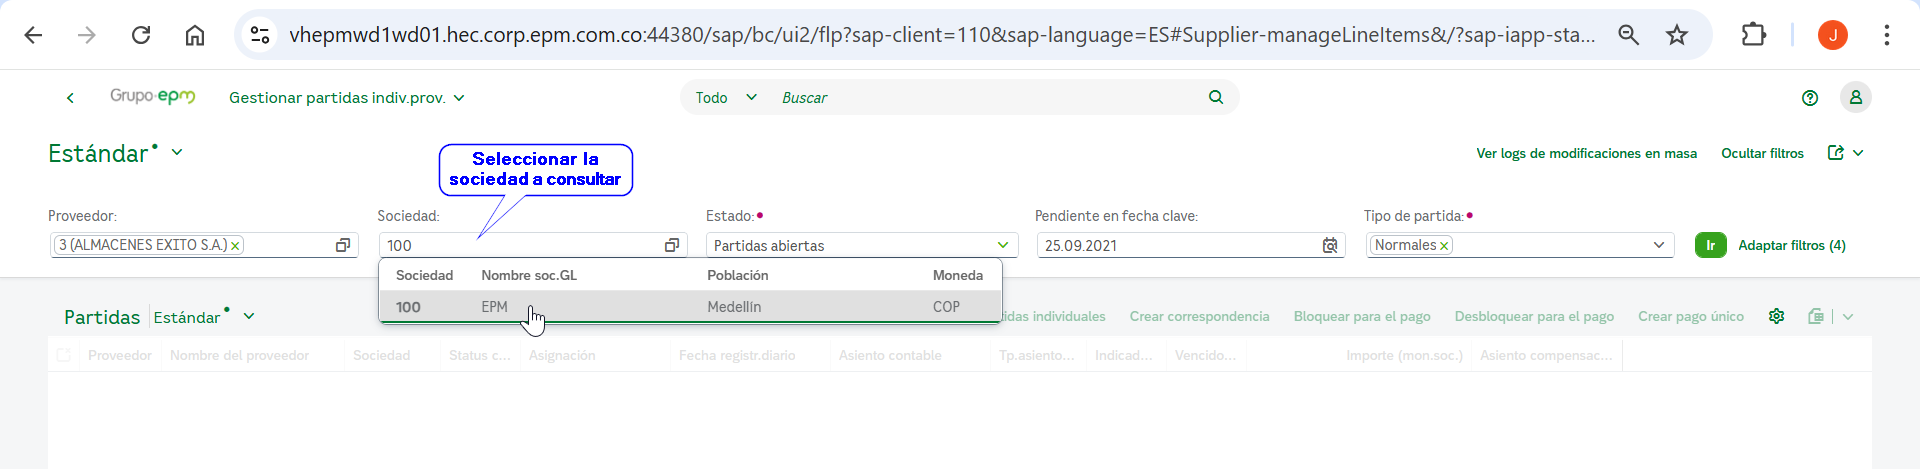 vhepmwd1wd01.hec.corp.epm.com.co:44380/sap/bc/ui2/flp?sap-client=110&sap-language=ES#Supplier-manageLineItems&/?sap-iapp-sta...
J
Grupo·epm
Gestionar partidas indiv.prov.
Todo
Buscar
Estándar
Seleccionar la
sociedad a consultar
Ver logs de modificaciones en masa
Ocultar filtros
Proveedor:
Sociedad:
Estado:
Pendiente en fecha clave:
Tipo de partida:
3 (ALMACENES EXITO S.A.)
100
Partidas abiertas
25.09.2021
Normales
Ir
Adaptar filtros (4)
Sociedad
Nombre soc.GL
Población
Moneda
100
EPM
Medellín
COP
Partidas
Estándar
tidas individuales
Crear correspondencia
Bloquear para el pago
Desbloquear para el pago
Crear pago único
Proveedor
Nombre del proveedor
Sociedad
Status c...
Asignación
Fecha registr.diario
Asiento contable
Tp.asiento...
Indicad...
Vencido...
Importe (mon.soc.)
Asiento compensac...